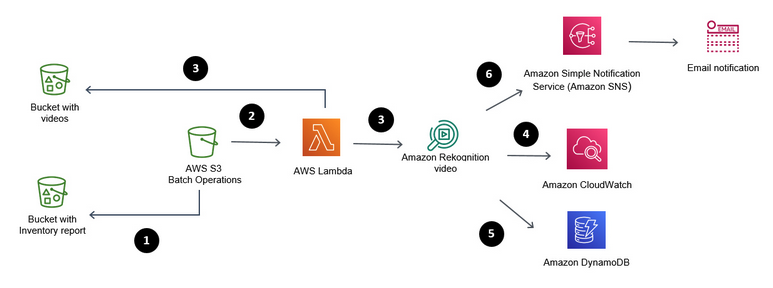 EMAIL
6
Amazon Simple Notification
Service (Amazon SNS)
Email notification
3
Bucket with
videos
2
3
4
AWS S3
Batch Operations
AWS Lambda
Amazon Rekognition
video
Amazon CloudWatch
Bucket with
Inventory report
1
5
Amazon DynamoDB